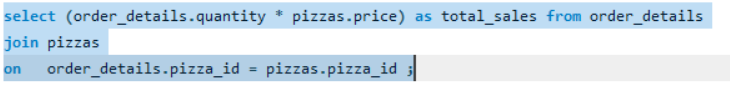 select (order_details.quantity * pizzas.price) as total_sales from order_details
join pizzas
on   order_details.pizza_id = pizzas.pizza_id ;